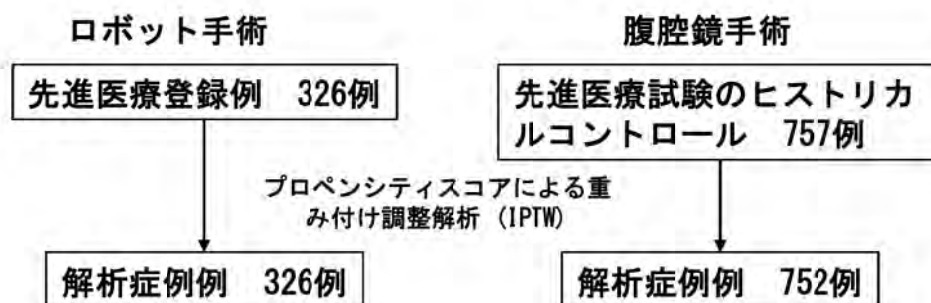 ロボット手術
腹腔鏡手術
先進医療登録例　326例
先進医療試験のヒストリカ
ルコントロール　757例
プロペンシティスコアによる重
み付け調整解析（IPTW）
解析症例例　326例
解析症例例　752例